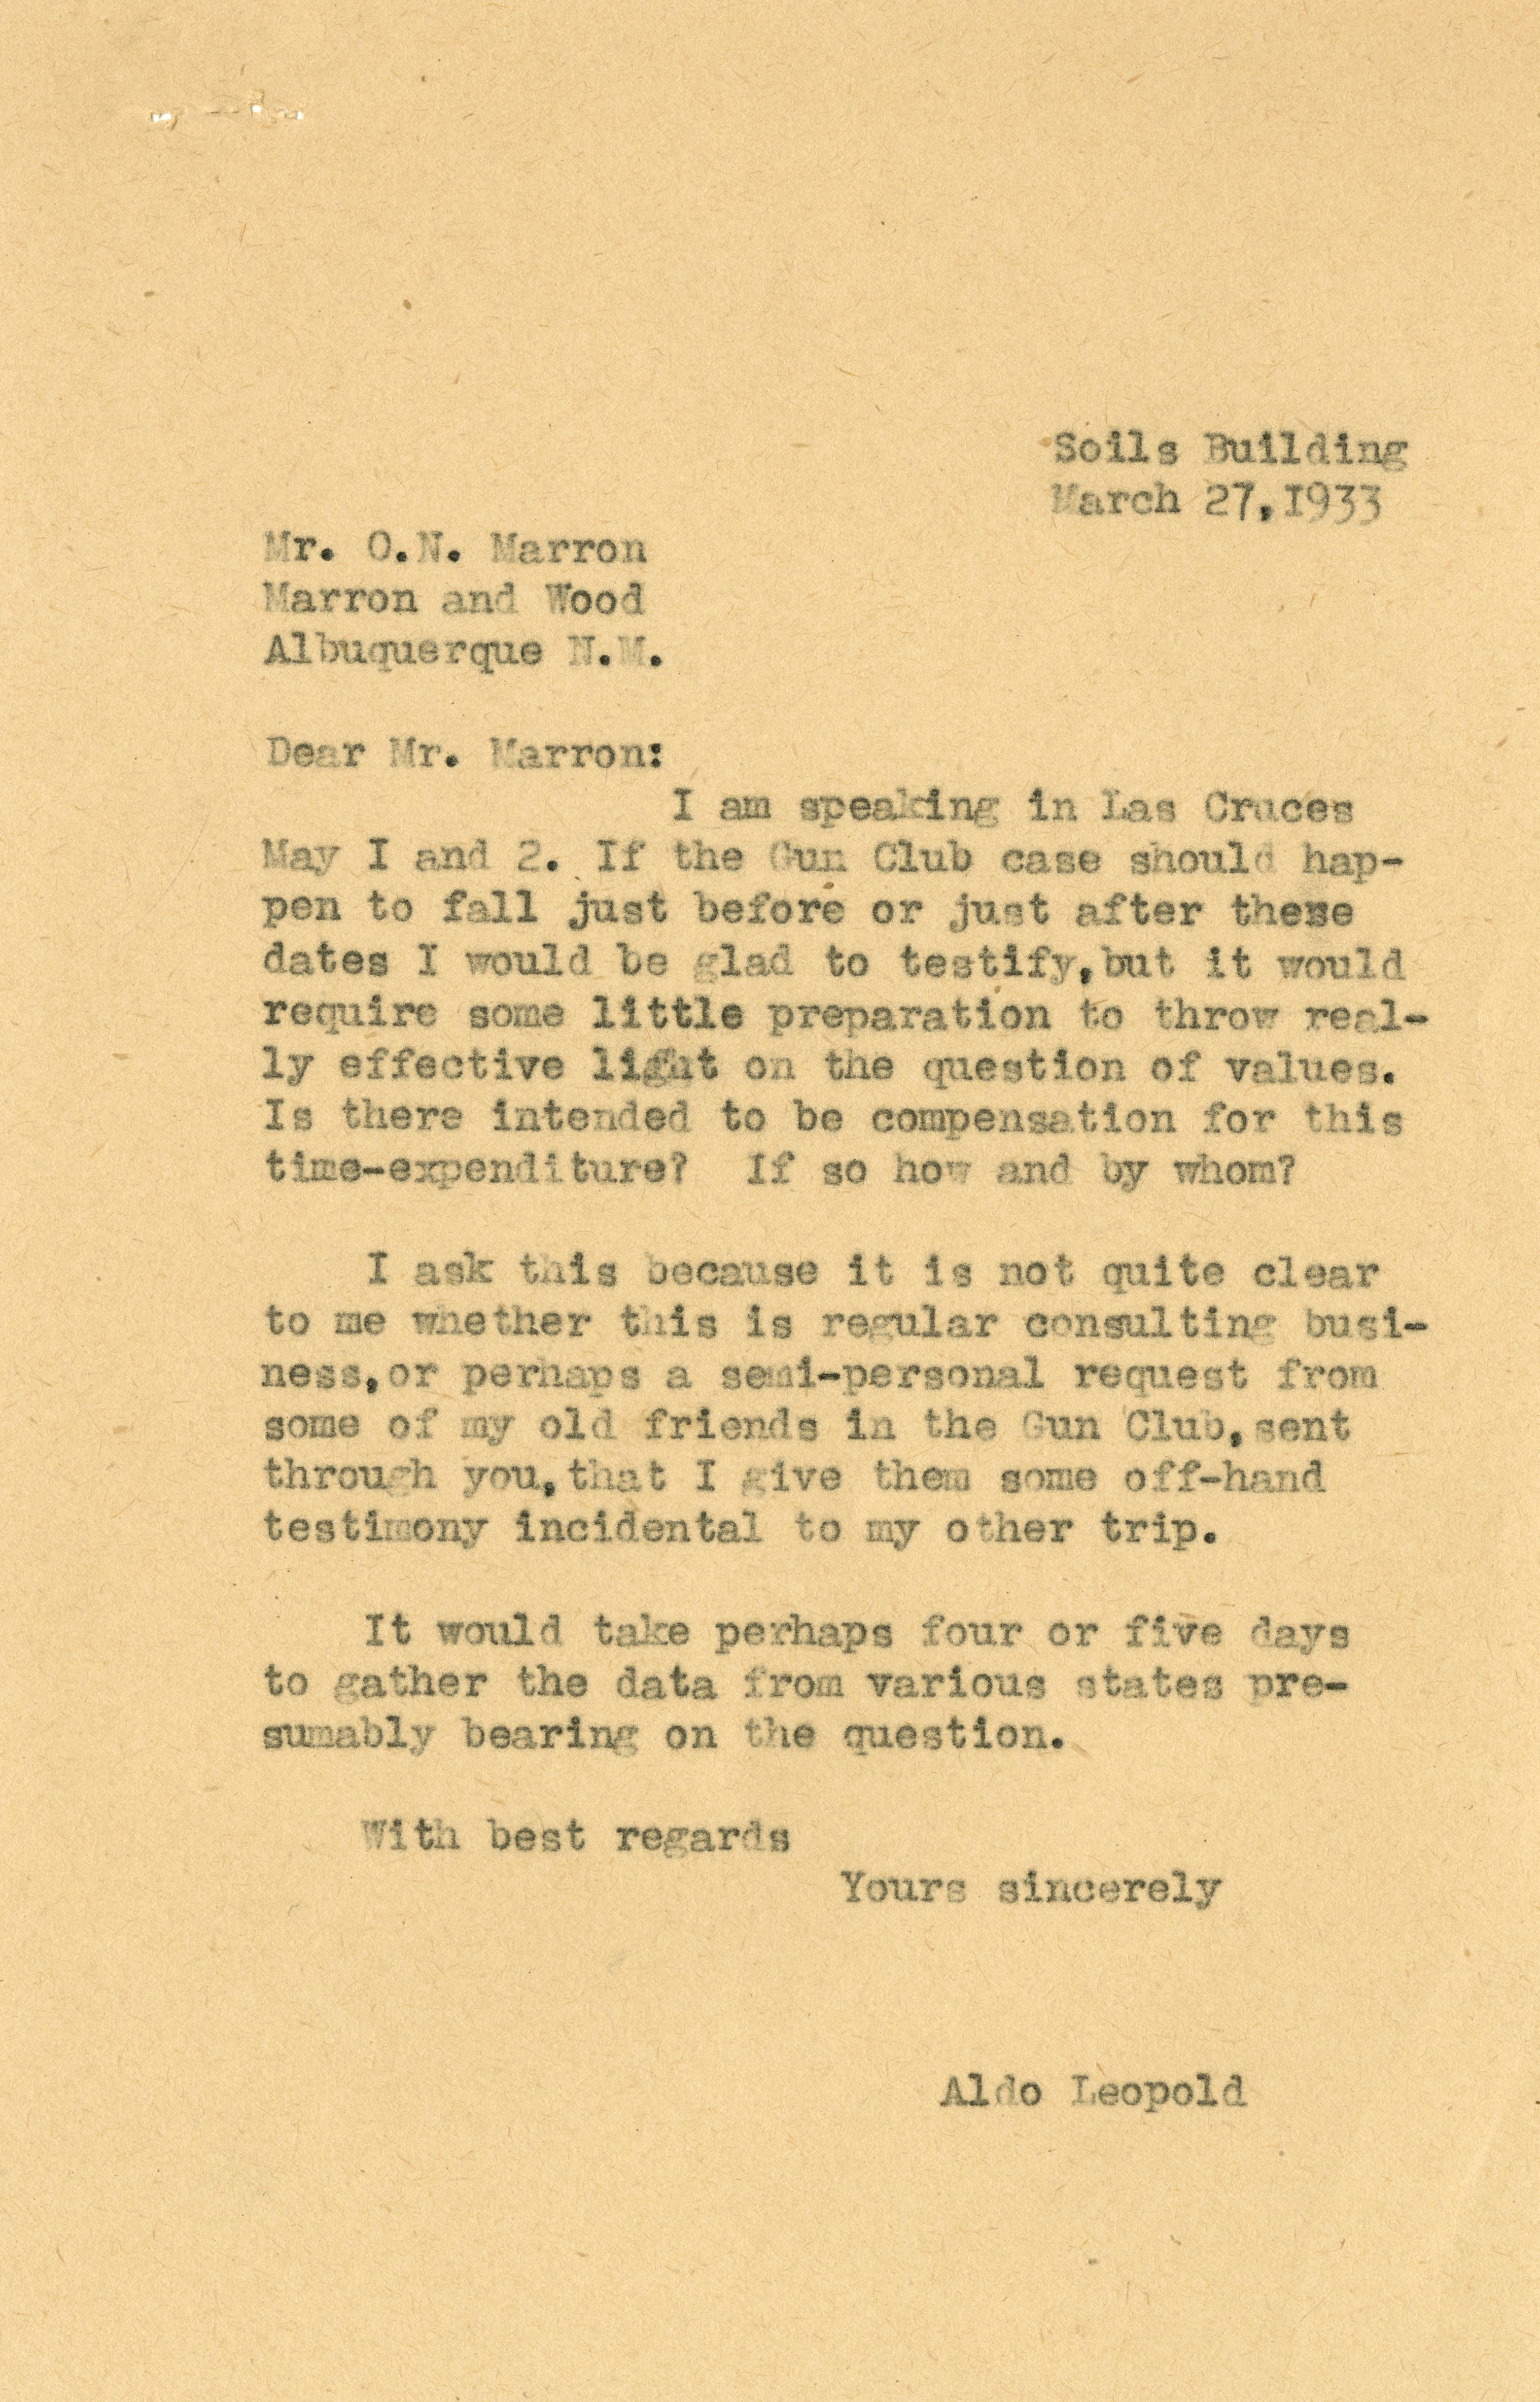 Soils Building
March 27,I933
Mr. O.N. Marron
Marron and Wood
Albuquerque N.M.
Dear Mr. Marron:
I am speaking in Las Cruces
May I and 2. If the Gun Club case should hap-
pen to fall just before or just after these
dates I would be glad to testify,but it would
require some little preparation to throw real-
ly effective light on the question of values.
Is there intended to be compensation for this
time-expenditure? If so how and by whom?
I ask this because it is not quite clear
to me whether this is regular consulting busi-
ness,or perhaps a semi-personal request from
some of my old friends in the Gun Club,sent
through you,that I give them some off-hand
testimony incidental to my other trip.
It would take perhaps four or five days
to gather the data from various states pre-
sumably bearing on the question.
With best regards
Yours sincerely
Aldo Leopold